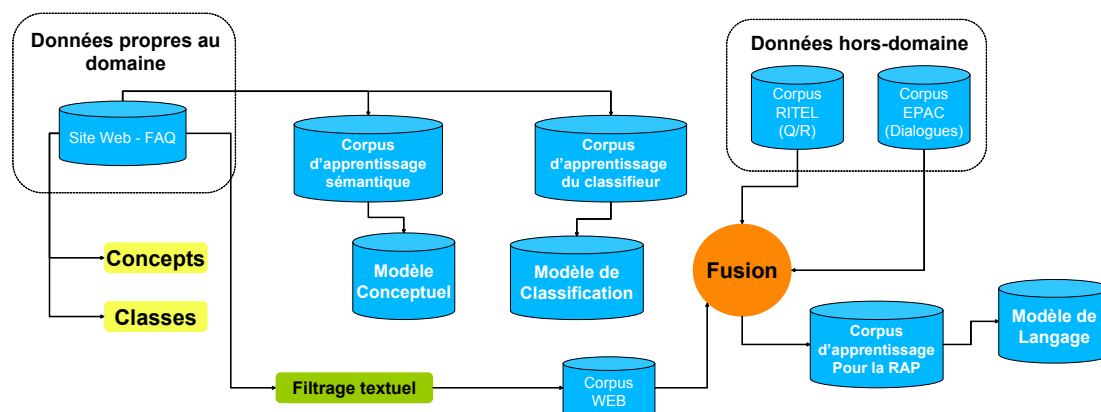 Données propres au
domaine
Site Web - FAQ
Concepts
Classes
Corpus
d'apprentissage
sémantique
Modèle
Conceptuel
Corpus
d'apprentissage
du classifieur
Modèle de
Classification
Filtrage textuel
Corpus
WEB
Données hors-domaine
Corpus
RITEL
(Q/R)
Corpus
EPAC
(Dialogues)
Fusion
Corpus
d'apprentissage
Pour la RAP
Modèle de
Langage